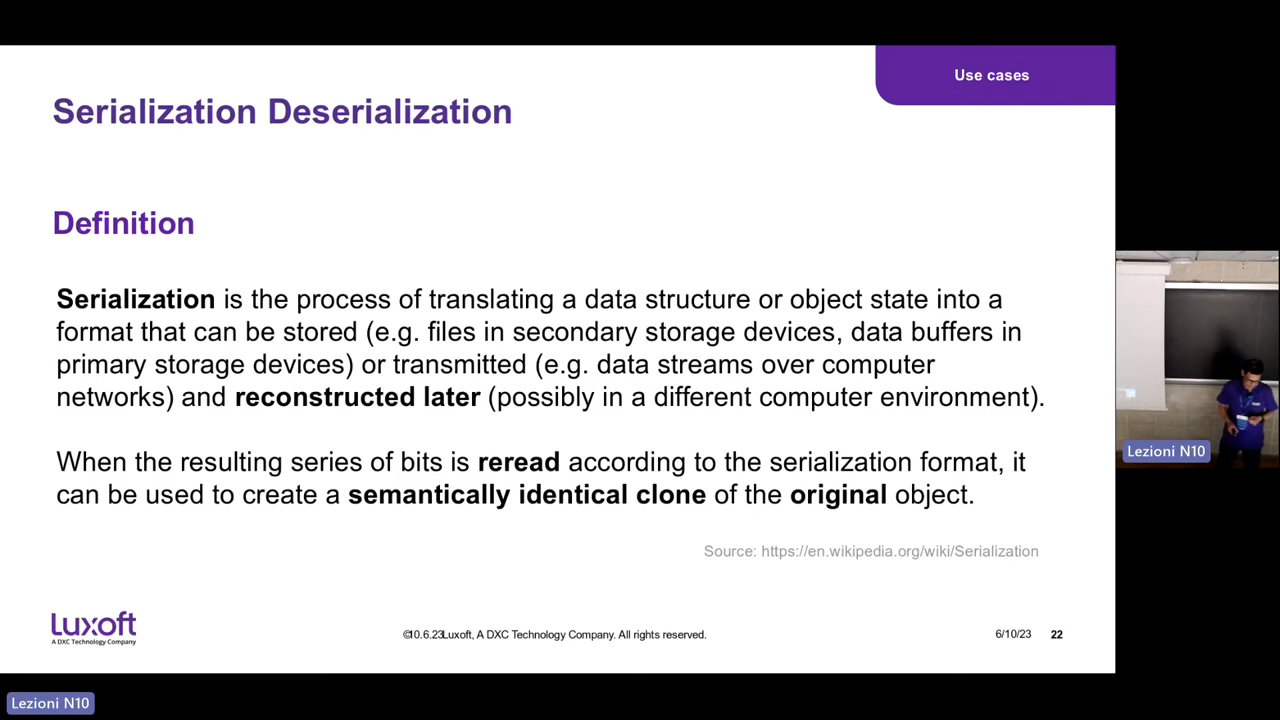 Use cases
Serialization Deserialization
Definition
Serialization is the process of translating a data structure or object state into a
format that can be stored (e.g. files in secondary storage devices, data buffers in
primary storage devices) or transmitted (e.g. data streams over computer
networks) and reconstructed later (possibly in a different computer environment).
When the resulting series of bits is reread according to the serialization format, it
can be used to create a semantically identical clone of the original object.
Source: https://en.wikipedia.org/wiki/Serialization
Luxoft
A DXC Technology Company
©10.6.23Luxoft, A DXC Technology Company. All rights reserved.
6/10/23 22
Lezioni N10
Lezioni N10